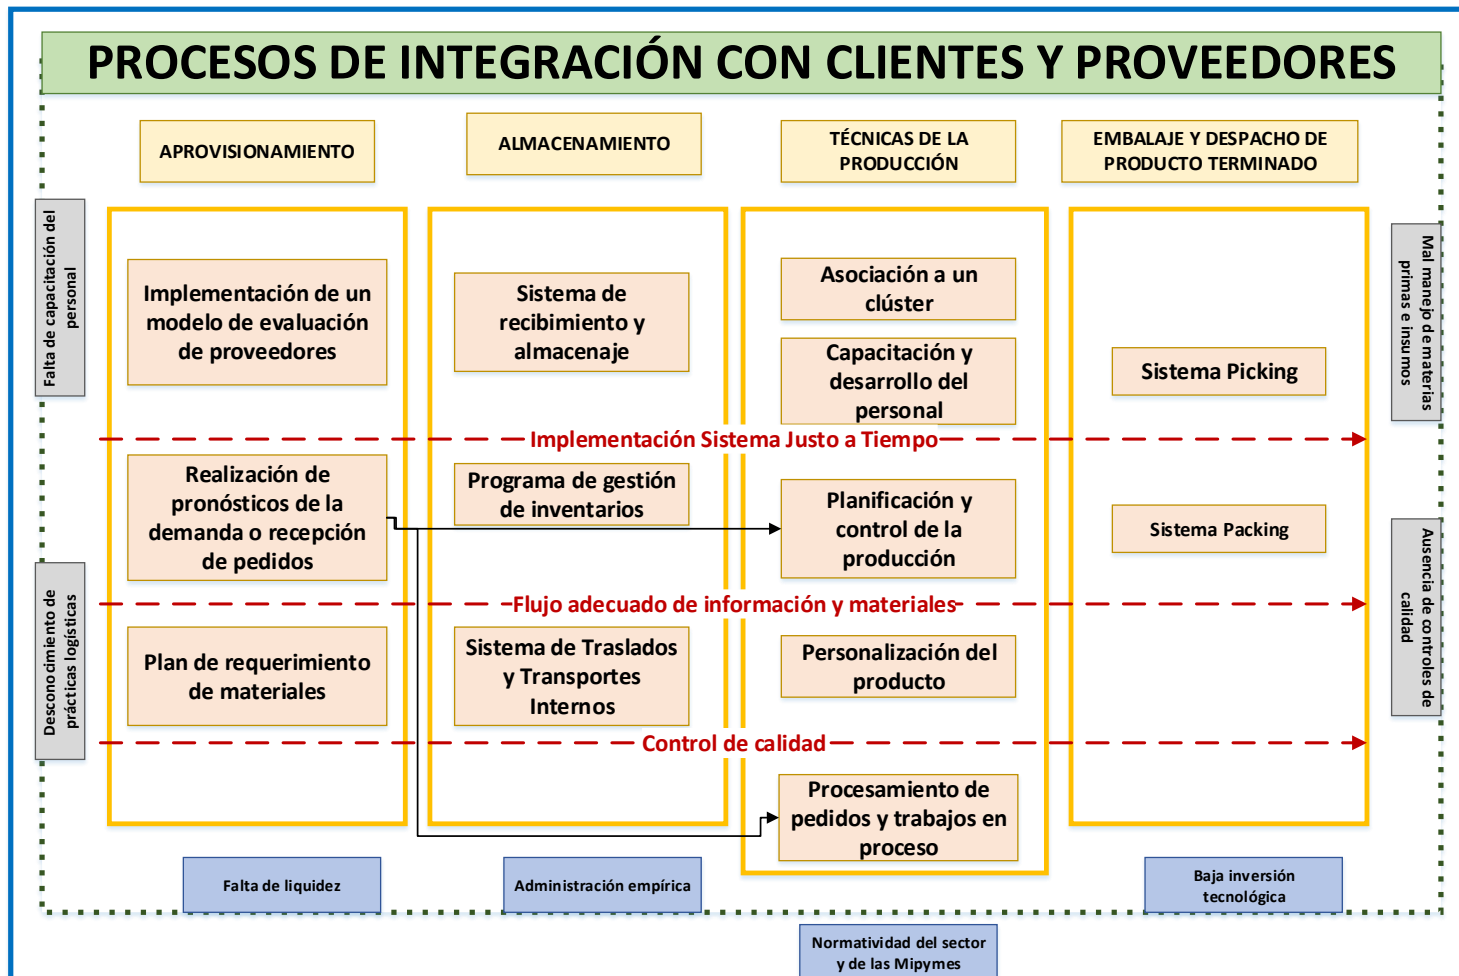 PROCESOS DE INTEGRACIÓN CON CLIENTES Y PROVEEDORES
APROVISIONAMIENTO
ALMACENAMIENTO
TÉCNICAS DE LA
PRODUCCIÓN
EMBALAJE Y DESPACHO DE
PRODUCTO TERMINADO
Falta de capacitación del
personal
Implementación de un
modelo de evaluación
de proveedores
Sistema de
recibimiento y
almacenaje
Asociación a un
clúster
Capacitación y
desarrollo del
personal
Sistema Picking
Mal manejo de materias
primas e insumos
Implementación Sistema Justo a Tiempo
Realización de
pronósticos de la
demanda o recepción
de pedidos
Programa de gestión
de inventarios
Planificación y
control de la
producción
Sistema Packing
Ausencia de controles de
calidad
Flujo adecuado de información y materiales
Desconocimiento de
prácticas logísticas
Plan de requerimiento
de materiales
Sistema de Traslados
y Transportes
Internos
Personalización del
producto
Control de calidad
Procesamiento de
pedidos y trabajos en
proceso
Falta de liquidez
Administración empírica
Baja inversión
tecnológica
Normatividad del sector
y de las Mipymes